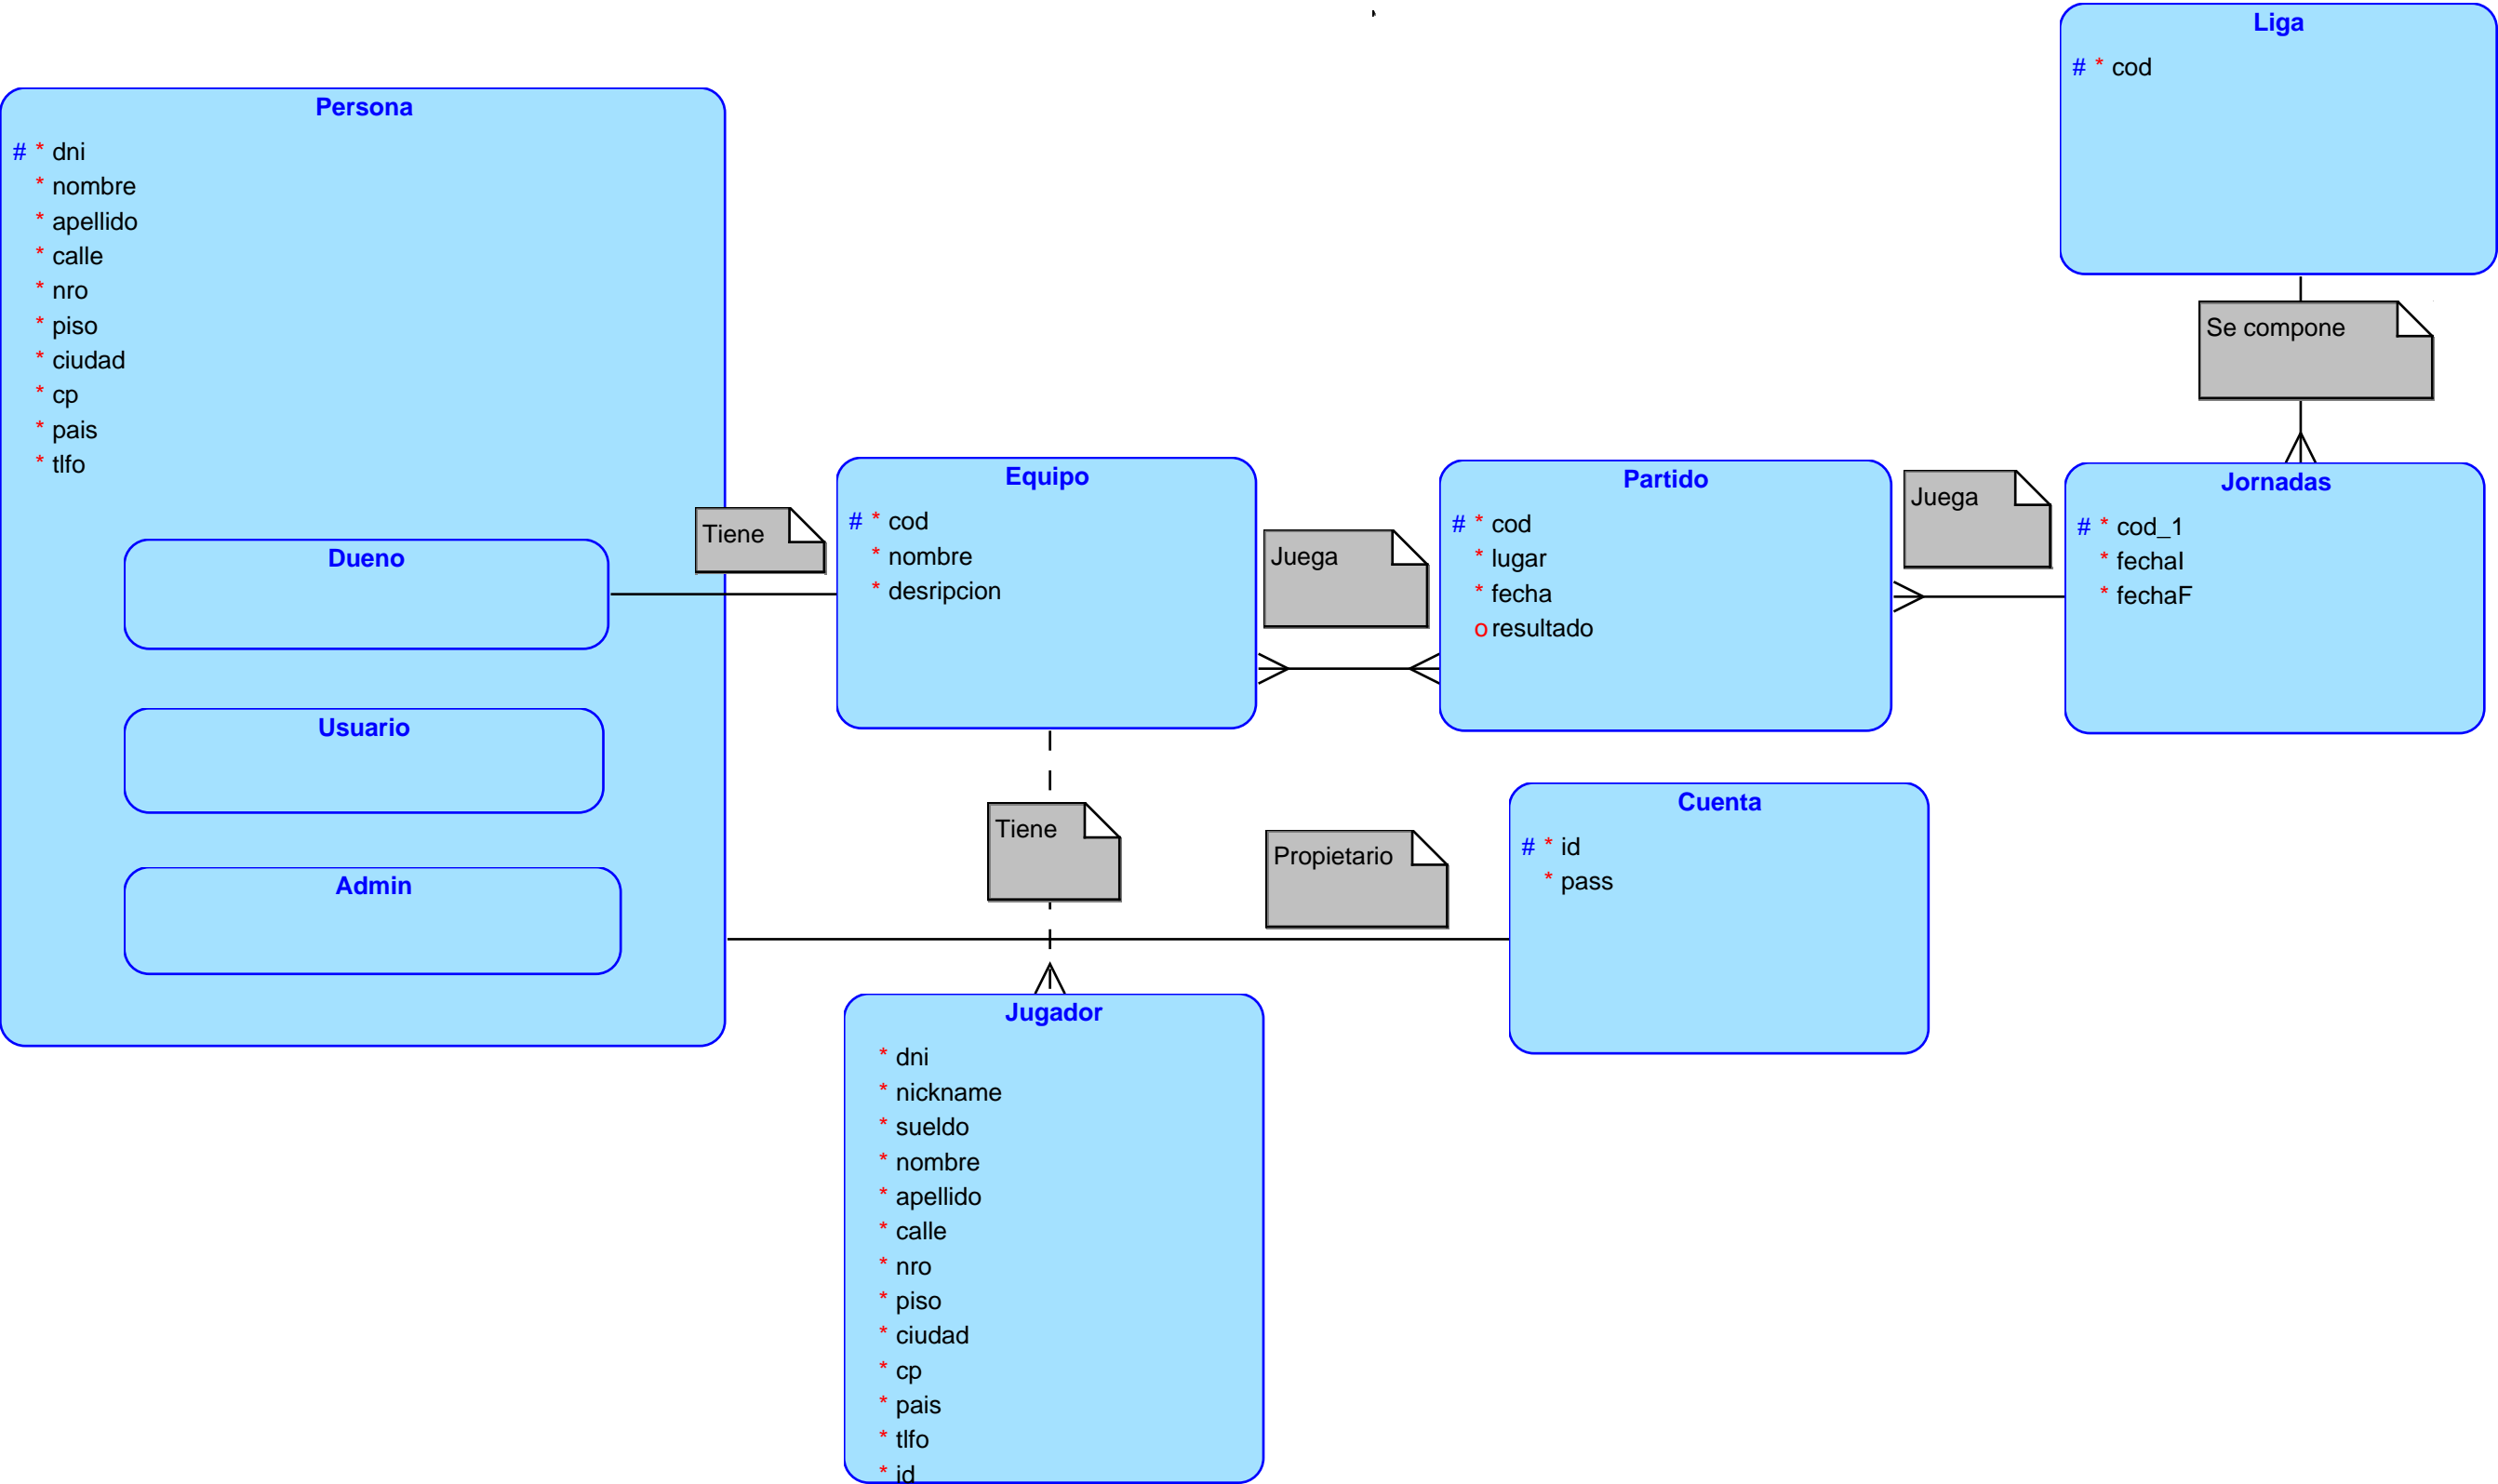 Liga
# * cod
Persona
# * dni
* nombre
* apellido
* calle
* nro
* piso
* ciudad
* cp
* pais
* tlfo
Dueno
Usuario
Admin
Tiene
Equipo
# * cod
* nombre
* desripcion
Juega
Partido
# * cod
* lugar
* fecha
o resultado
Juega
Se compone
Jornadas
# * cod_1
* fechaI
* fechaF
Tiene
Propietario
Cuenta
# * id
* pass
Jugador
* dni
* nickname
* sueldo
* nombre
* apellido
* calle
* nro
* piso
* ciudad
* cp
* pais
* tlfo
* id